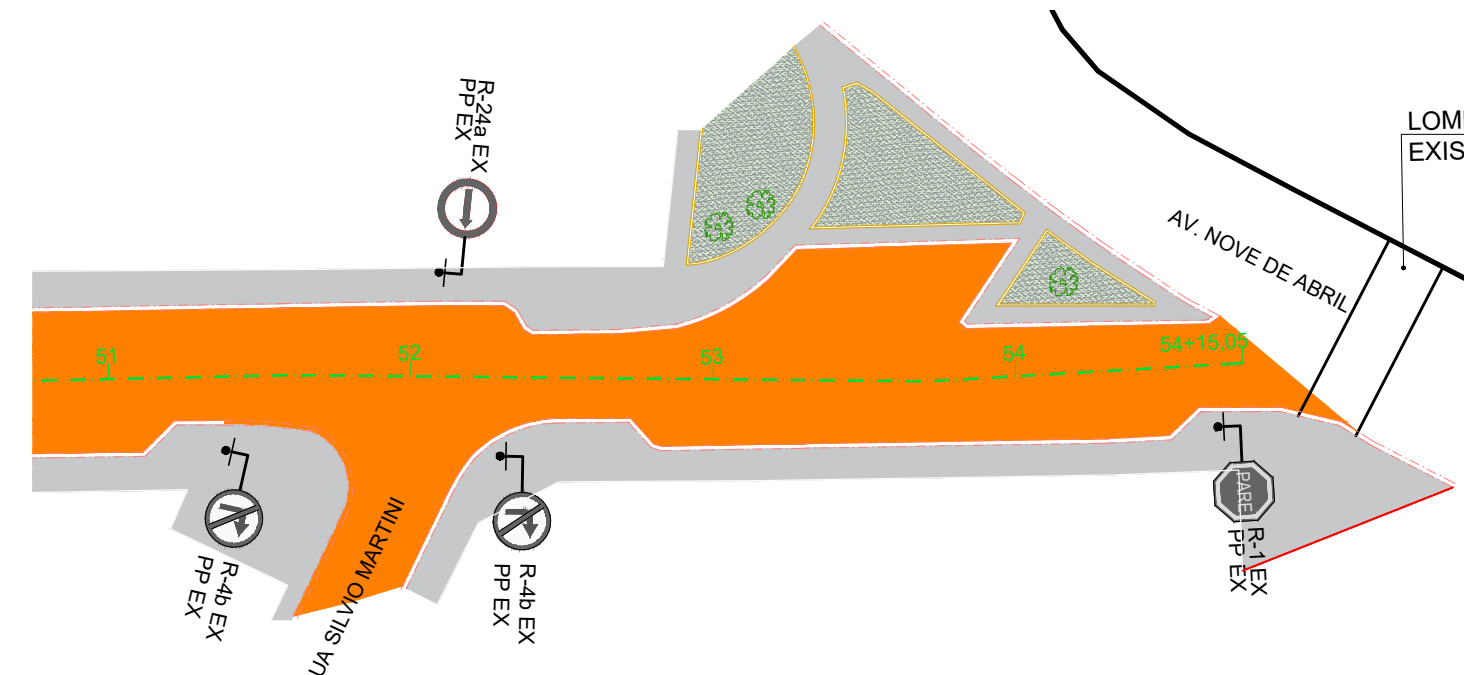 R-24a EX
PP EX
LOM
EXIS
AV. NOVE DE ABRIL
51
52
53
54
54+15,05
PARE
R-1 EX
PP EX
R-4b EX
PP EX
R-4b EX
PP EX
UA SILVIO MARTINI